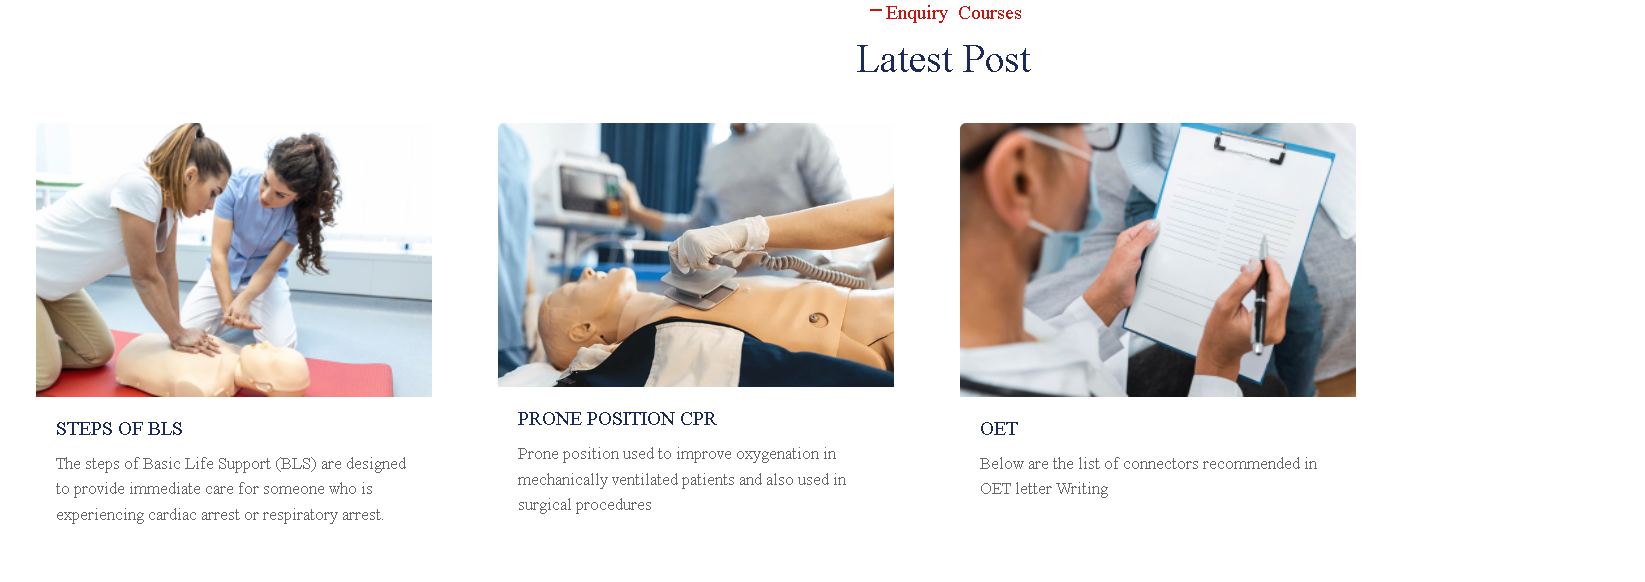 Enquiry Courses
Latest Post
STEPS OF BLS
The steps of Basic Life Support (BLS) are designed
to provide immediate care for someone who is
experiencing cardiac arrest or respiratory arrest.
PRONE POSITION CPR
Prone position used to improve oxygenation in
mechanically ventilated patients and also used in
surgical procedures
OET
Below are the list of connectors recommended in
OET letter Writing